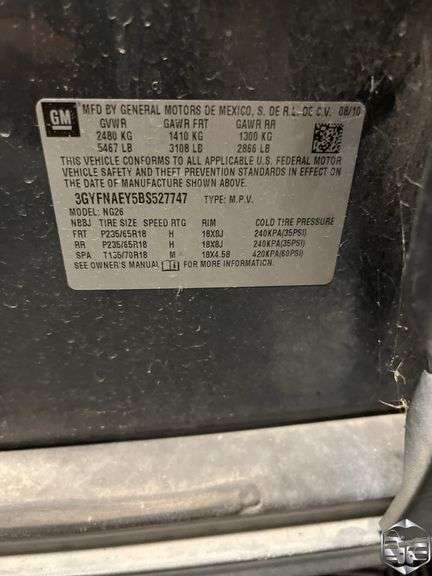 GM
MFD BY GENERAL MOTORS DE MEXICO, S. DE R.L. DE C.V. 08/10
GVWR GAWR FRT GAWR RR
2480 KG 1410 KG 1300 KG
5467 LB 3108 LB 2866 LB
THIS VEHICLE CONFORMS TO ALL APPLICABLE U.S. FEDERAL MOTOR
VEHICLE SAFETY, AND THEFT PREVENTION STANDARDS IN EFFECT ON
THE DATE OF MANUFACTURE SHOWN ABOVE.
3GYFNAEY5BS527747 TYPE: M.P.V.
MODEL: NG26
NBBJ TIRE SIZE SPEED RTG RIM COLD TIRE PRESSURE
FRT P235/65R18 H 18X8J 240KPA(35PSI)
RR P235/65R18 H 18X8J 240KPA(35PSI)
SPA T135/70R18 M 18X4.5B 420KPA(60PSI)
SEE OWNER'S MANUAL FOR MORE INFORMATION.